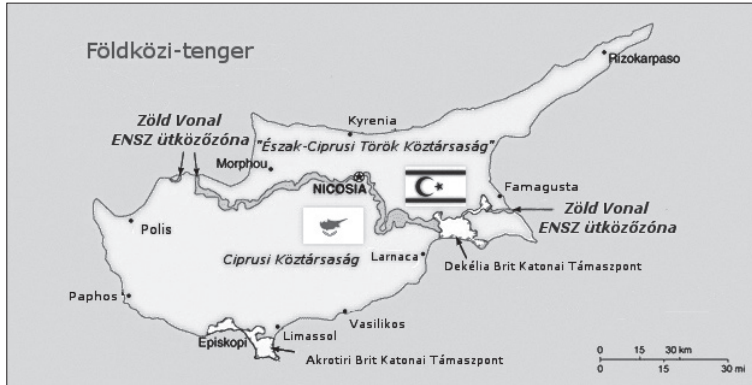 Földközi-tenger
Rizokarpaso
Zöld Vonal
ENSZ ütközőzóna
Kyrenia
"Észak-Ciprusi Török Köztársaság"
Morphou
NICOSIA
Famagusta
Zöld Vonal
ENSZ ütközőzóna
Polis
Ciprusi Köztársaság
Larnaca
Dekélia Brit Katonai Támaszpont
Paphos
Vasilikos
Limassol
Episkopi
Akrotiri Brit Katonai Támaszpont
0 15 30 km
0 15 30 mi